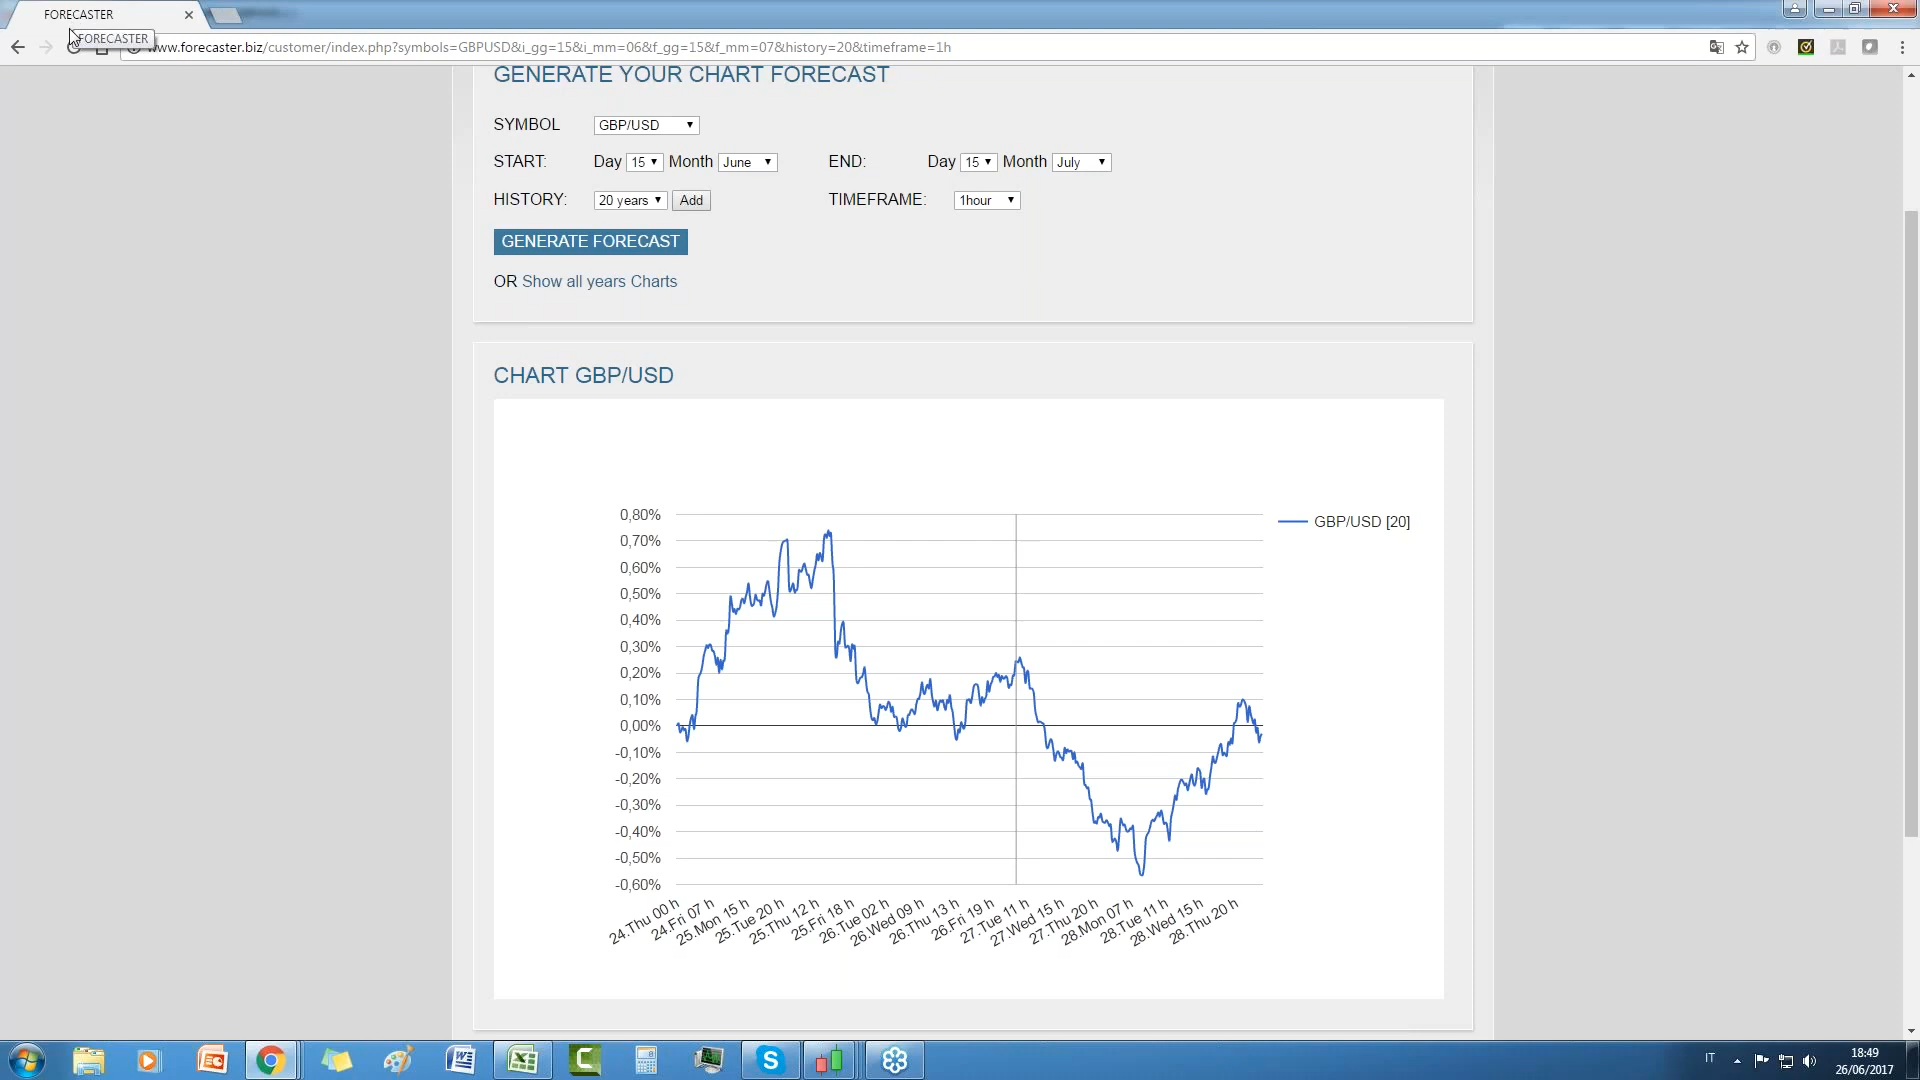 FORECASTER
FORECASTER
www.forecaster.biz/customer/index.php?symbols=GBPUSD&i_gg=15&i_mm=06&f_gg=15&f_mm=07&history=20&timeframe=1h
GENERATE YOUR CHART FORECAST
SYMBOL GBP/USD
START: Day 15 Month June END: Day 15 Month July
HISTORY: 20 years Add TIMEFRAME: 1hour
GENERATE FORECAST
OR Show all years Charts
CHART GBP/USD
0,80%
GBP/USD [20]
0,70%
0,60%
0,50%
0,40%
0,30%
0,20%
0,10%
0,00%
-0,10%
-0,20%
-0,30%
-0,40%
-0,50%
-0,60%
24.Thu 00 h
24.Fri 07 h
25.Mon 15 h
25.Tue 20 h
25.Thu 12 h
25.Fri 18 h
26.Tue 02 h
26.Wed 09 h
26.Thu 13 h
26.Fri 19 h
27.Tue 11 h
27.Wed 15 h
27.Thu 20 h
28.Mon 07 h
28.Tue 11 h
28.Wed 15 h
28.Thu 20 h
IT
18:49
26/06/2017